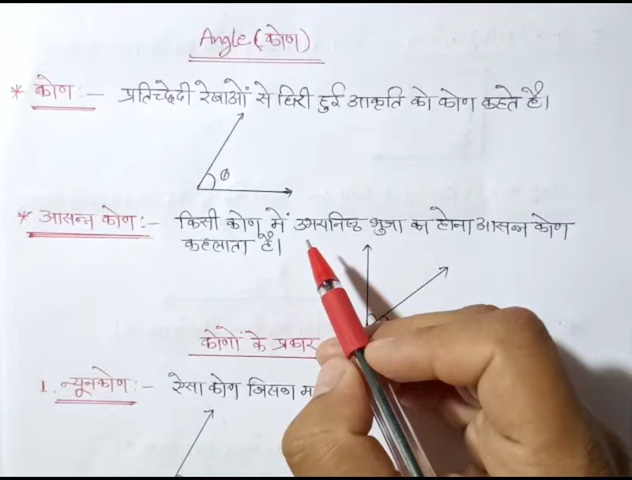 Angle (कोण)
* कोण :- प्रतिच्छेदी रेखाओं से घिरी हुई आकृति को कोण कहते है।
θ
* आसन्न कोण :- किसी कोण में उभयनिष्ठ भुजा का होना आसन्न कोण
कहलाता है।
कोणों के प्रकार
1. न्यूनकोण :- ऐसा कोण जिसका